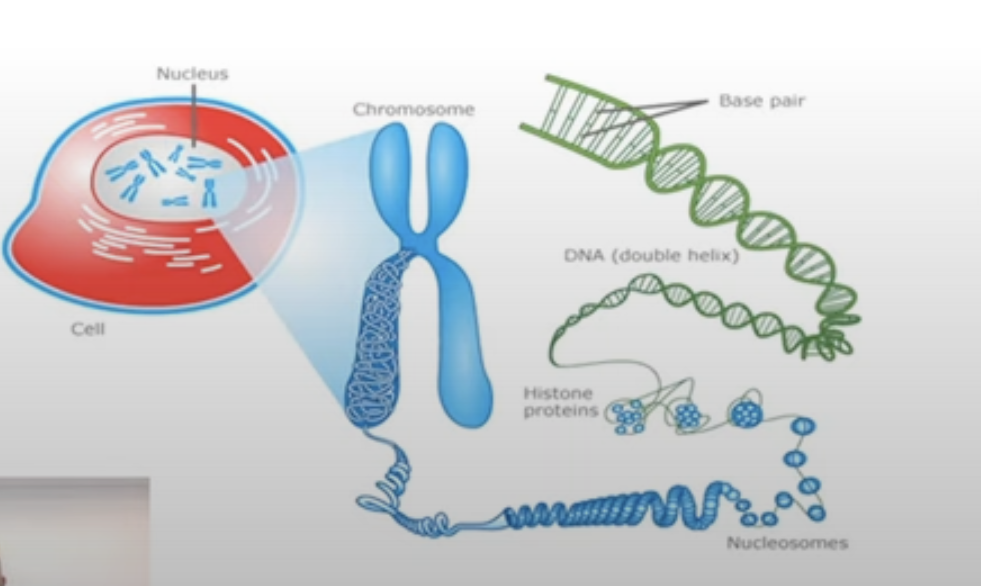 Nucleus
Chromosome
Base pair
DNA (double helix)
Cell
Histone
proteins
Nucleosomes